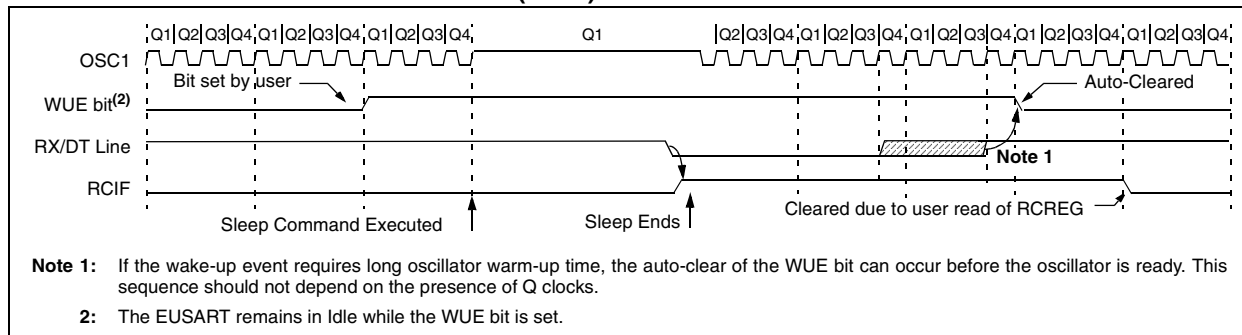 Q1|Q2|Q3|Q4|Q1|Q2|Q3|Q4|Q1|Q2|Q3|Q4 Q1 Q2|Q3|Q4|Q1|Q2|Q3|Q4|Q1|Q2|Q3|Q4|Q1|Q2|Q3|Q4|Q1|Q2|Q3|Q4
OSC1
Bit set by user
Auto-Cleared
WUE bit(2)
RX/DT Line
Note 1
RCIF
Cleared due to user read of RCREG
Sleep Command Executed
Sleep Ends
Note 1: If the wake-up event requires long oscillator warm-up time, the auto-clear of the WUE bit can occur before the oscillator is ready. This
sequence should not depend on the presence of Q clocks.
2: The EUSART remains in Idle while the WUE bit is set.